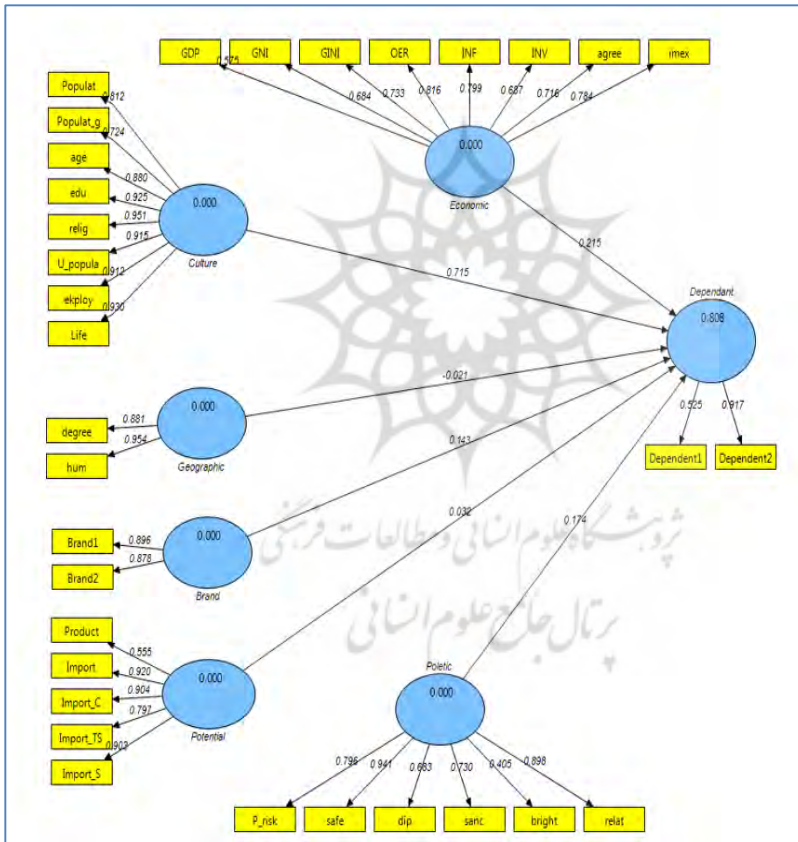 GDP GNI GINI OER INF INV agree imex
0.575 0.684 0.733 0.816 0.799 0.687 0.716 0.784
0.000
Economic
Populat
Populat_g
age
edu
relig
U_popula
ekploy
Life
0.812
0.724
0.880
0.925
0.951
0.915
0.912
0.930
0.000
Culture
0.215
0.715
Dependant
0.808
0.525 0.917
Dependent1 Dependent2
degree
hum
0.881
0.954
0.000
Geographic
-0.021
Brand1
Brand2
0.896
0.878
0.000
Brand
0.143
Product
Import
Import_C
Import_TS
Import_S
0.555
0.920
0.904
0.797
0.902
0.000
Potential
0.032
0.174
پژوهشگاه علوم انسانی و مطالعات فرهنگی
پرتال جامع علوم انسانی
Poletic
0.000
0.796 0.941 0.683 0.730 0.405 0.898
P_risk safe dip sanc bright relat